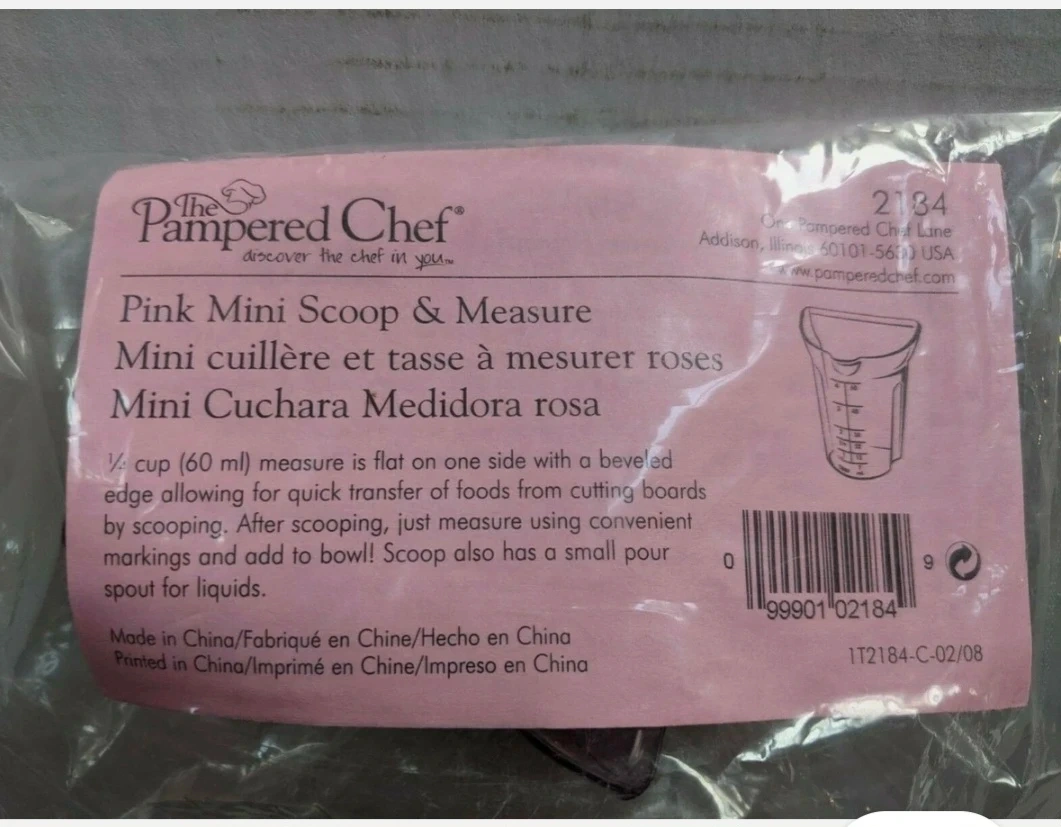 The Pampered Chef®
discover the chef in you™
2184
One Pampered Chef Lane
Addison, Illinois 60101-5630 USA
www.pamperedchef.com
Pink Mini Scoop & Measure
Mini cuillère et tasse à mesurer roses
Mini Cuchara Medidora rosa
¼ cup (60 ml) measure is flat on one side with a beveled
edge allowing for quick transfer of foods from cutting boards
by scooping. After scooping, just measure using convenient
markings and add to bowl! Scoop also has a small pour
spout for liquids.
Made in China/Fabriqué en Chine/Hecho en China
Printed in China/Imprimé en Chine/Impreso en China
0 99901 02184 9
1T2184-C-02/08